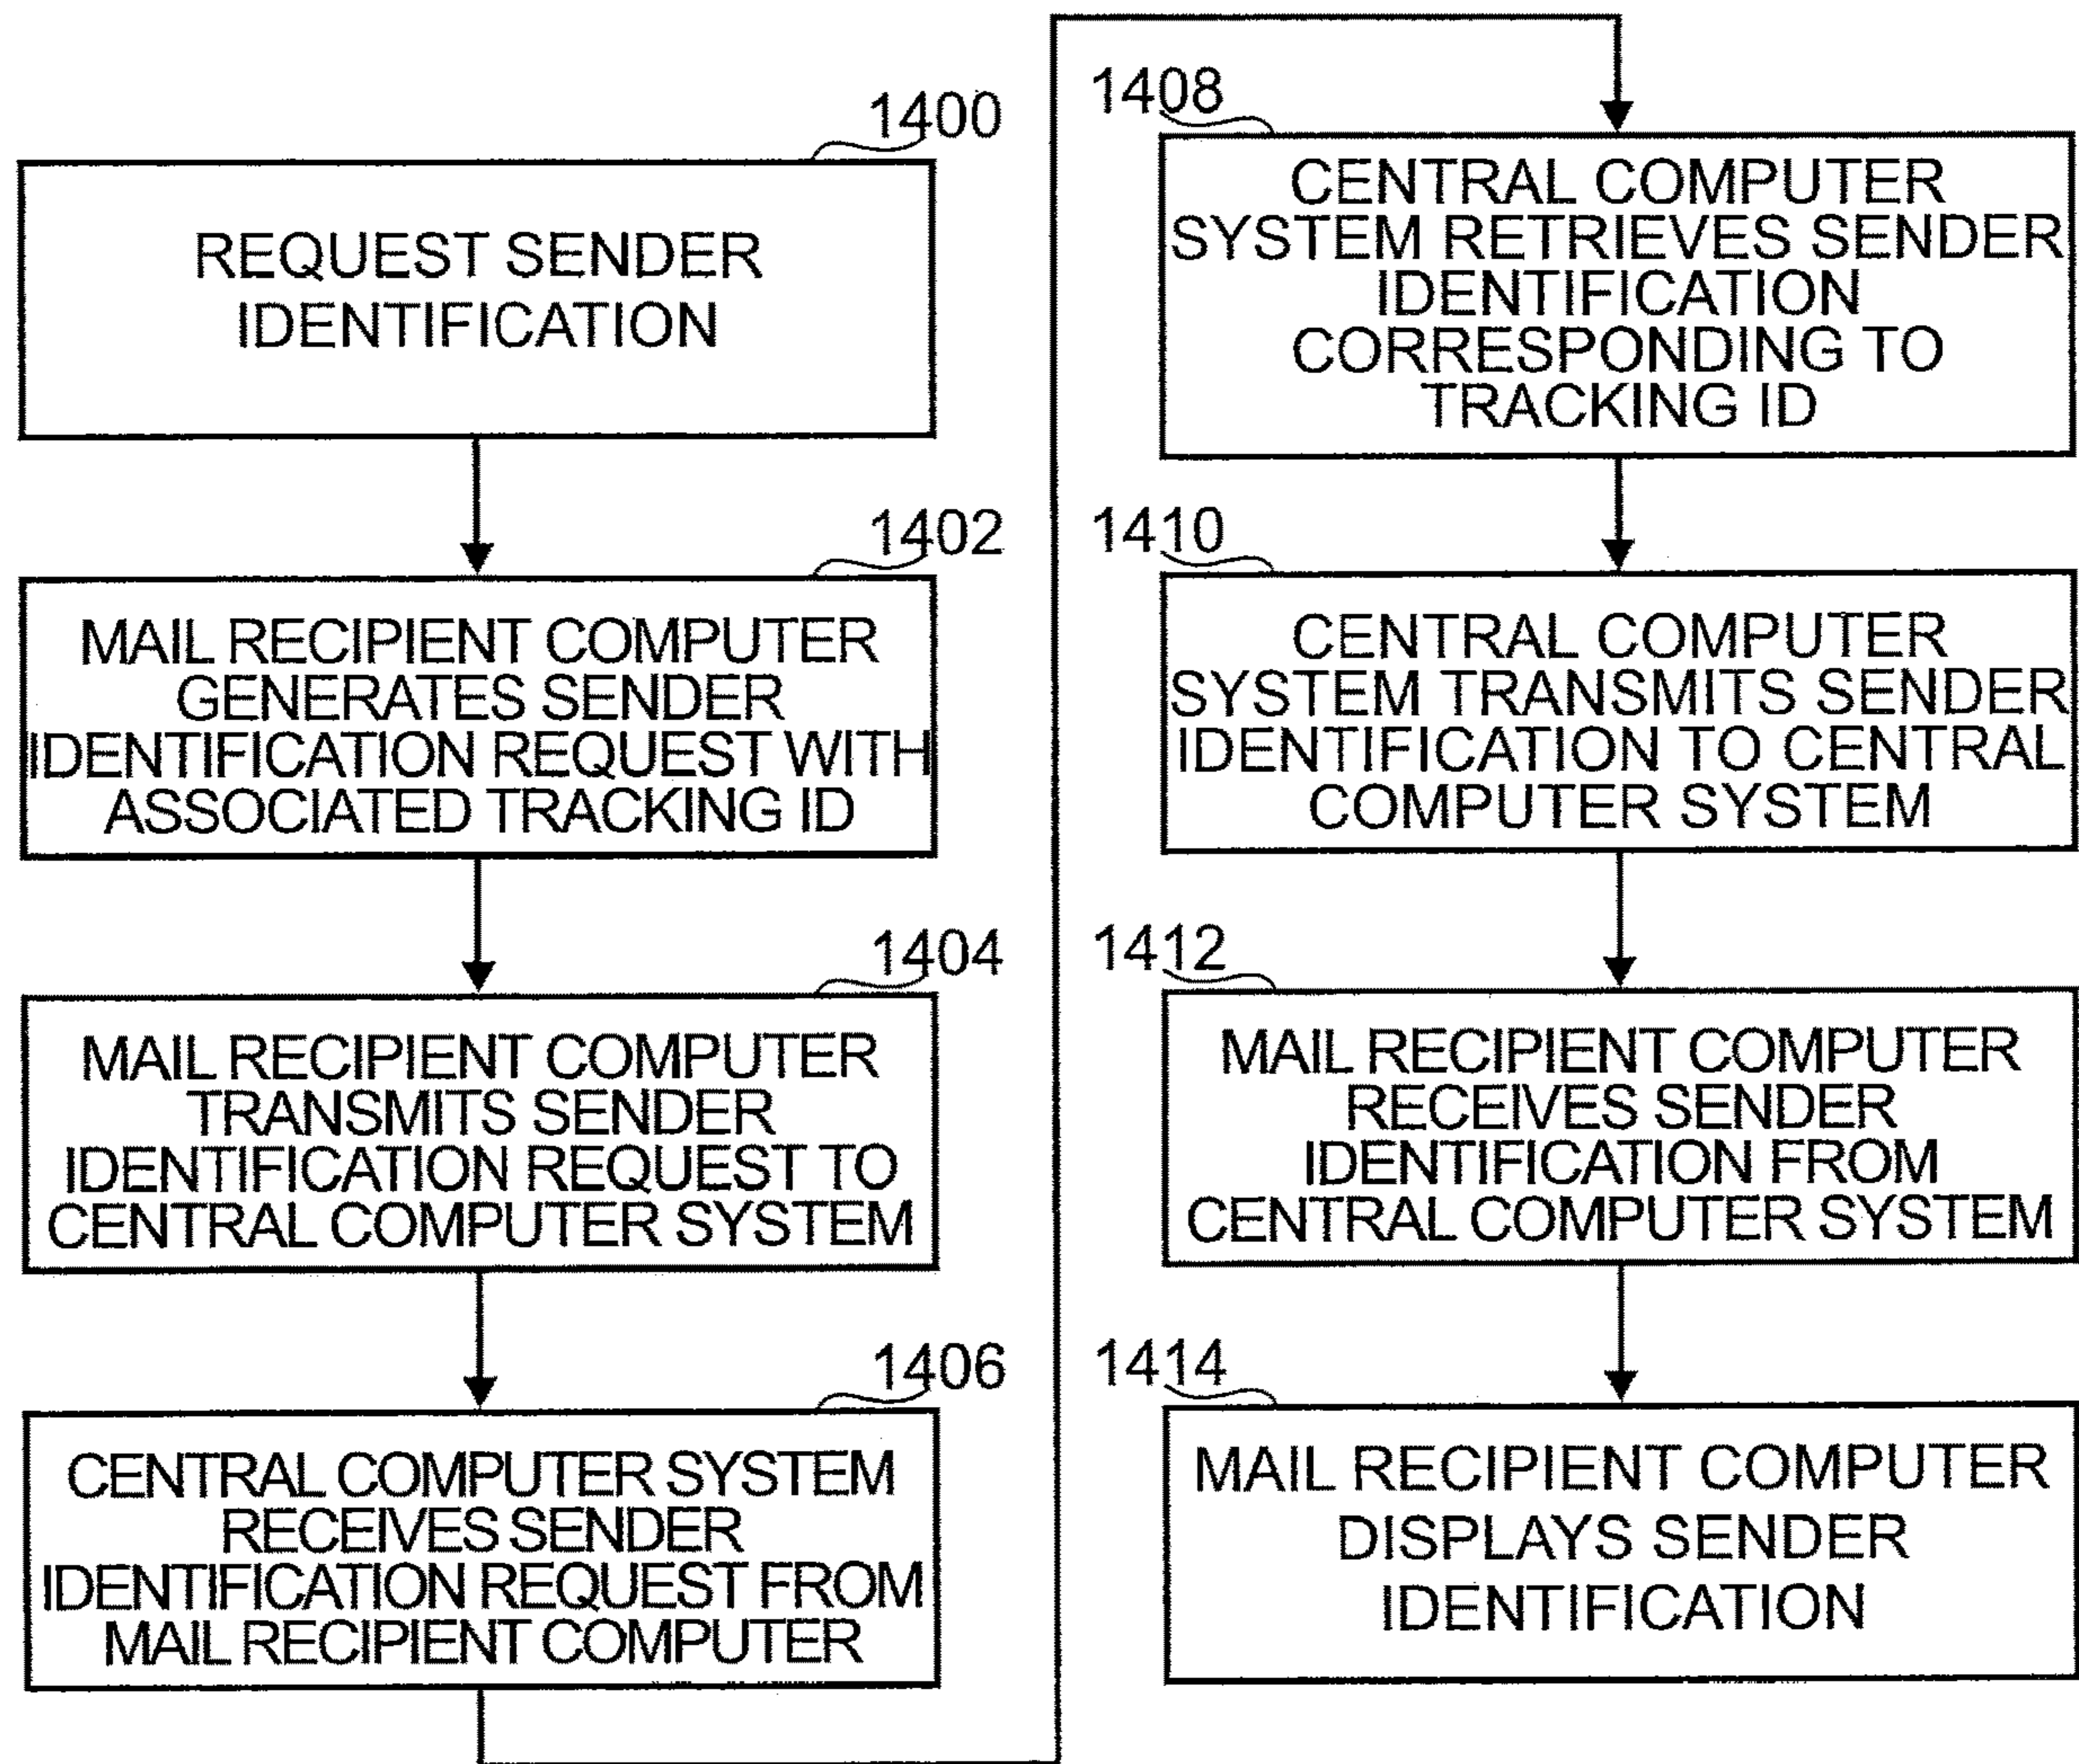 1400
REQUEST SENDER
IDENTIFICATION
1402
MAIL RECIPIENT COMPUTER
GENERATES SENDER
IDENTIFICATION REQUEST WITH
ASSOCIATED TRACKING ID
1404
MAIL RECIPIENT COMPUTER
TRANSMITS SENDER
IDENTIFICATION REQUEST TO
CENTRAL COMPUTER SYSTEM
1406
CENTRAL COMPUTER SYSTEM
RECEIVES SENDER
IDENTIFICATION REQUEST FROM
MAIL RECIPIENT COMPUTER
1408
CENTRAL COMPUTER
SYSTEM RETRIEVES SENDER
IDENTIFICATION
CORRESPONDING TO
TRACKING ID
1410
CENTRAL COMPUTER
SYSTEM TRANSMITS SENDER
IDENTIFICATION TO CENTRAL
COMPUTER SYSTEM
1412
MAIL RECIPIENT COMPUTER
RECEIVES SENDER
IDENTIFICATION FROM
CENTRAL COMPUTER SYSTEM
1414
MAIL RECIPIENT COMPUTER
DISPLAYS SENDER
IDENTIFICATION